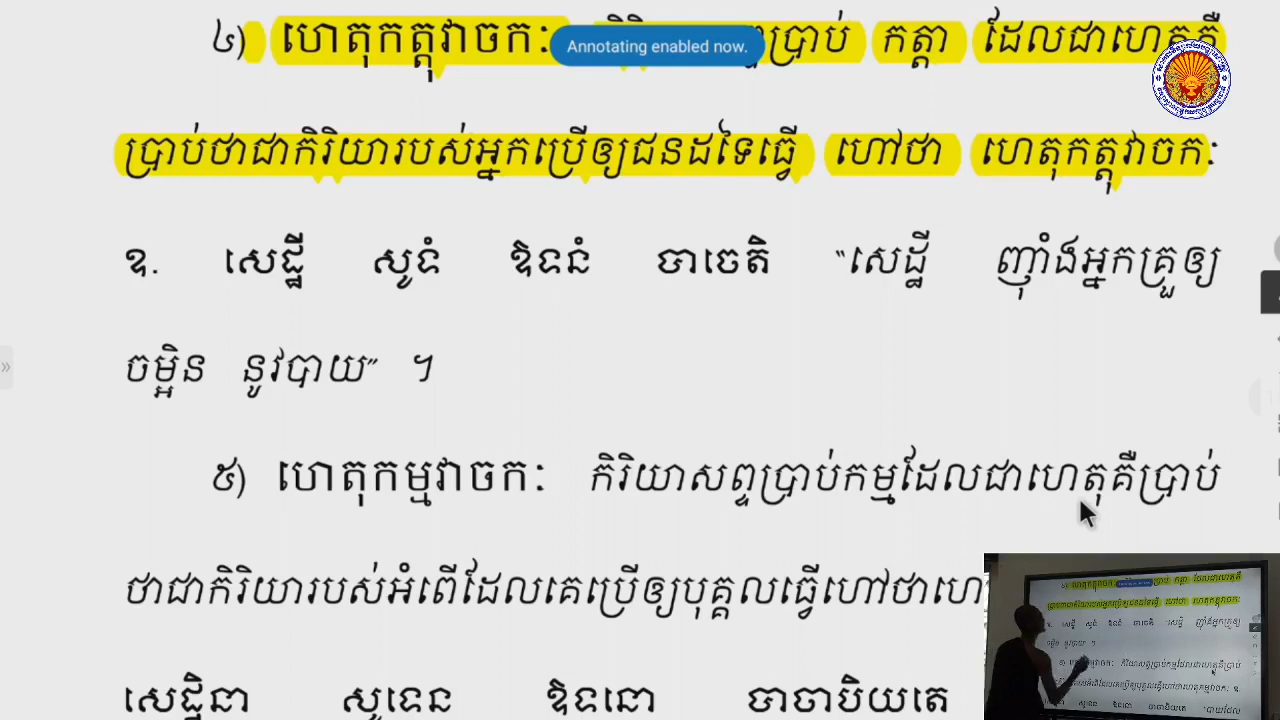 ៤) ហេតុកត្តុវាចកៈ ប្រាប់ កត្តា ដែលជាហេតុគឺ
Annotating enabled now.
ប្រាប់ថាជាកិរិយារបស់អ្នកប្រើឲ្យជនដទៃធ្វើ ហៅថា ហេតុកត្តុវាចកៈ
ឧ. សេដ្ឋី សូទំ ឱទនំ បាចេតិ "សេដ្ឋី ញ៉ាំងអ្នកគ្រួឲ្យ
ចម្អិន នូវបាយ" ។
៥) ហេតុកម្មវាចកៈ កិរិយាសព្ទប្រាប់កម្មដែលជាហេតុគឺប្រាប់
ថាជាកិរិយារបស់អំពើដែលគេប្រើឲ្យបុគ្គលធ្វើហៅថាហេ
សេដ្ឋិនា សូទេន ឱទនោ បាចាបិយតេ